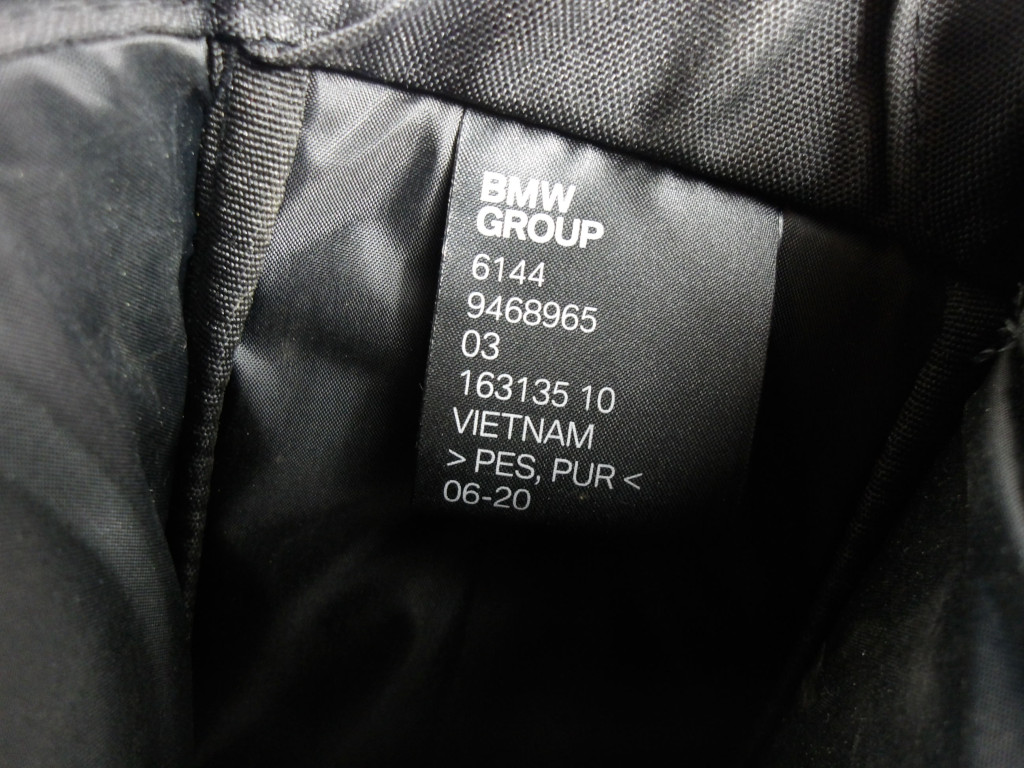 BMW
GROUP
6144
9468965
03
163135 10
VIETNAM
> PES, PUR <
06-20